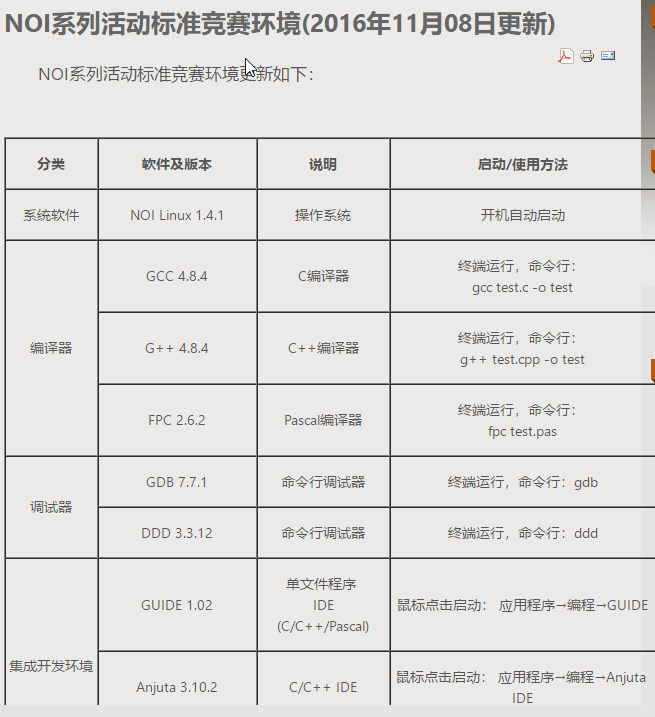 NOI系列活动标准竞赛环境(2016年11月08日更新)
NOI系列活动标准竞赛环境更新如下：
分类 软件及版本 说明 启动/使用方法
系统软件 NOI Linux 1.4.1 操作系统 开机自动启动
编译器
GCC 4.8.4 C编译器 终端运行，命令行：
gcc test.c -o test
G++ 4.8.4 C++编译器 终端运行，命令行：
g++ test.cpp -o test
FPC 2.6.2 Pascal编译器 终端运行，命令行：
fpc test.pas
调试器
GDB 7.7.1 命令行调试器 终端运行，命令行：gdb
DDD 3.3.12 命令行调试器 终端运行，命令行：ddd
集成开发环境
GUIDE 1.02
单文件程序
IDE
(C/C++/Pascal)
鼠标点击启动： 应用程序→编程→GUIDE
Anjuta 3.10.2 C/C++ IDE 鼠标点击启动： 应用程序→编程→Anjuta
IDE